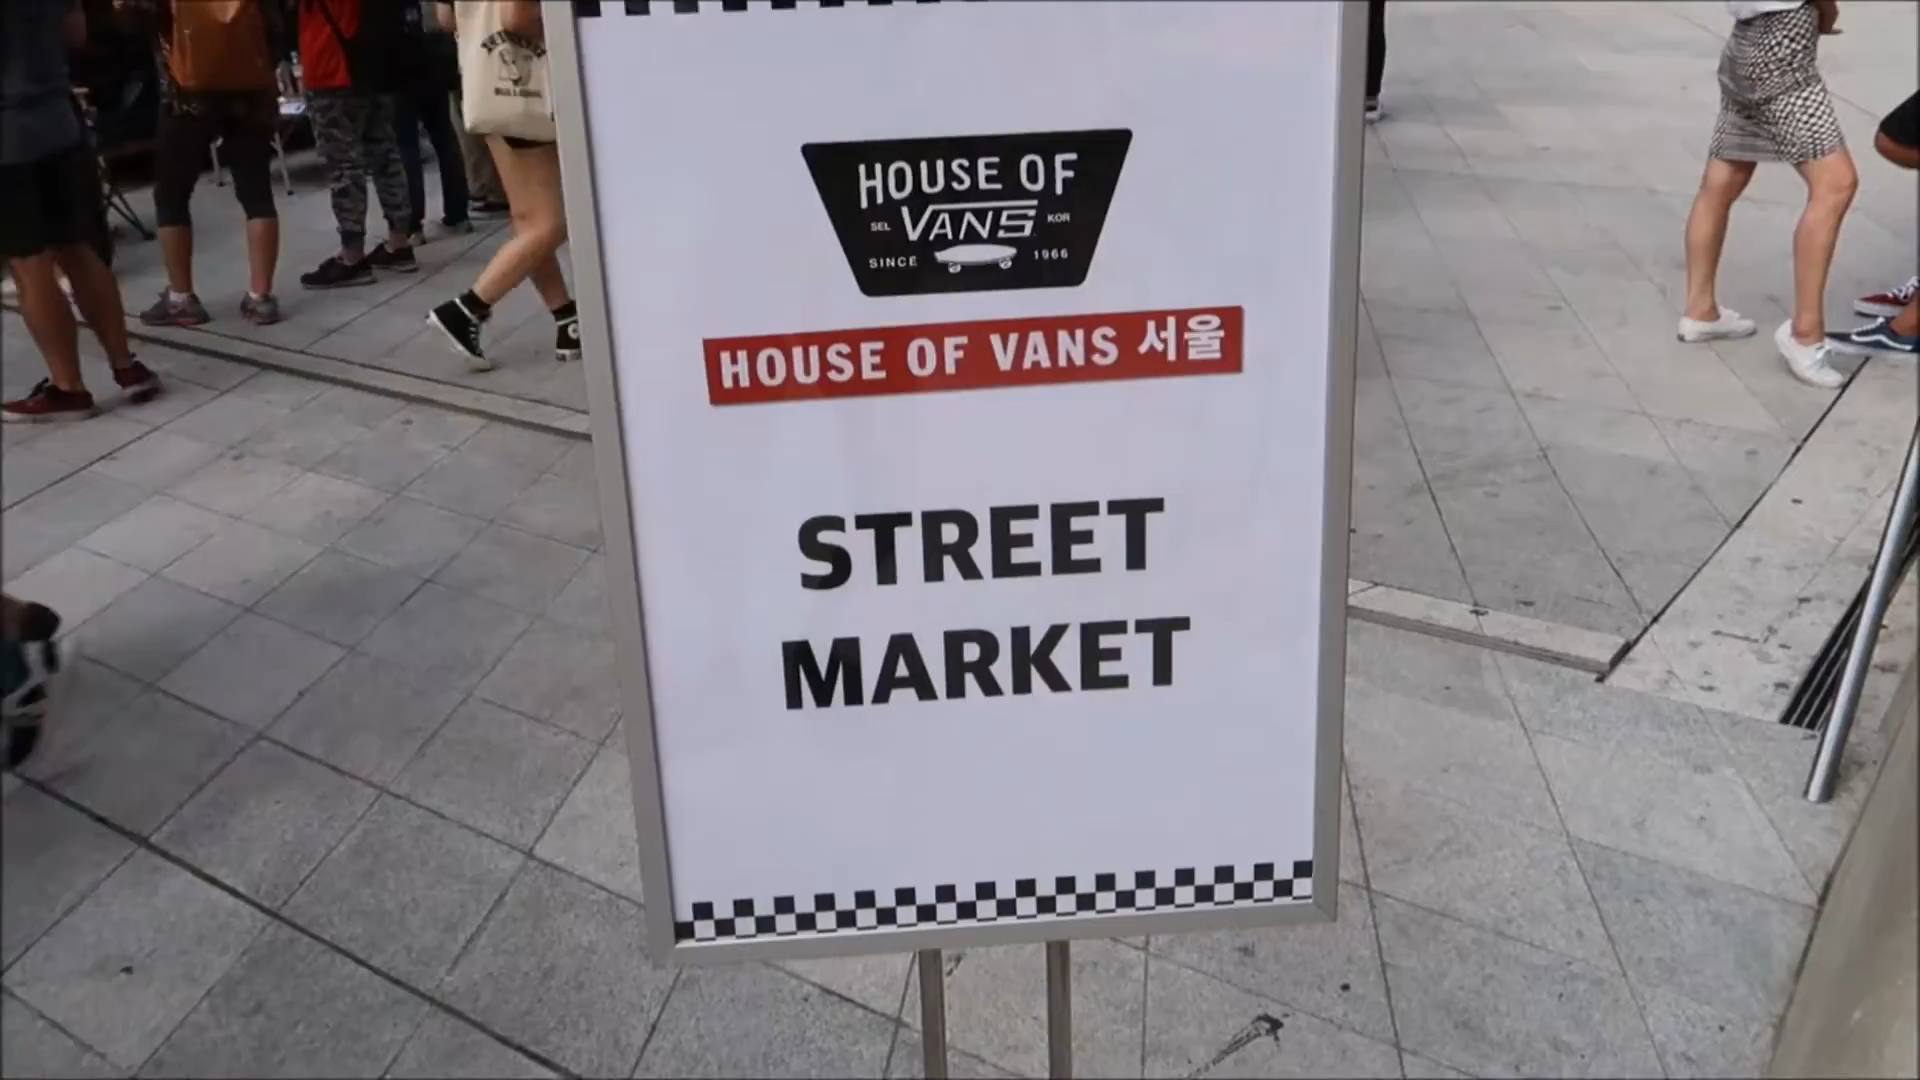 HOUSE OF
SEL VANS KOR
SINCE 1966
HOUSE OF VANS 서울
STREET
MARKET